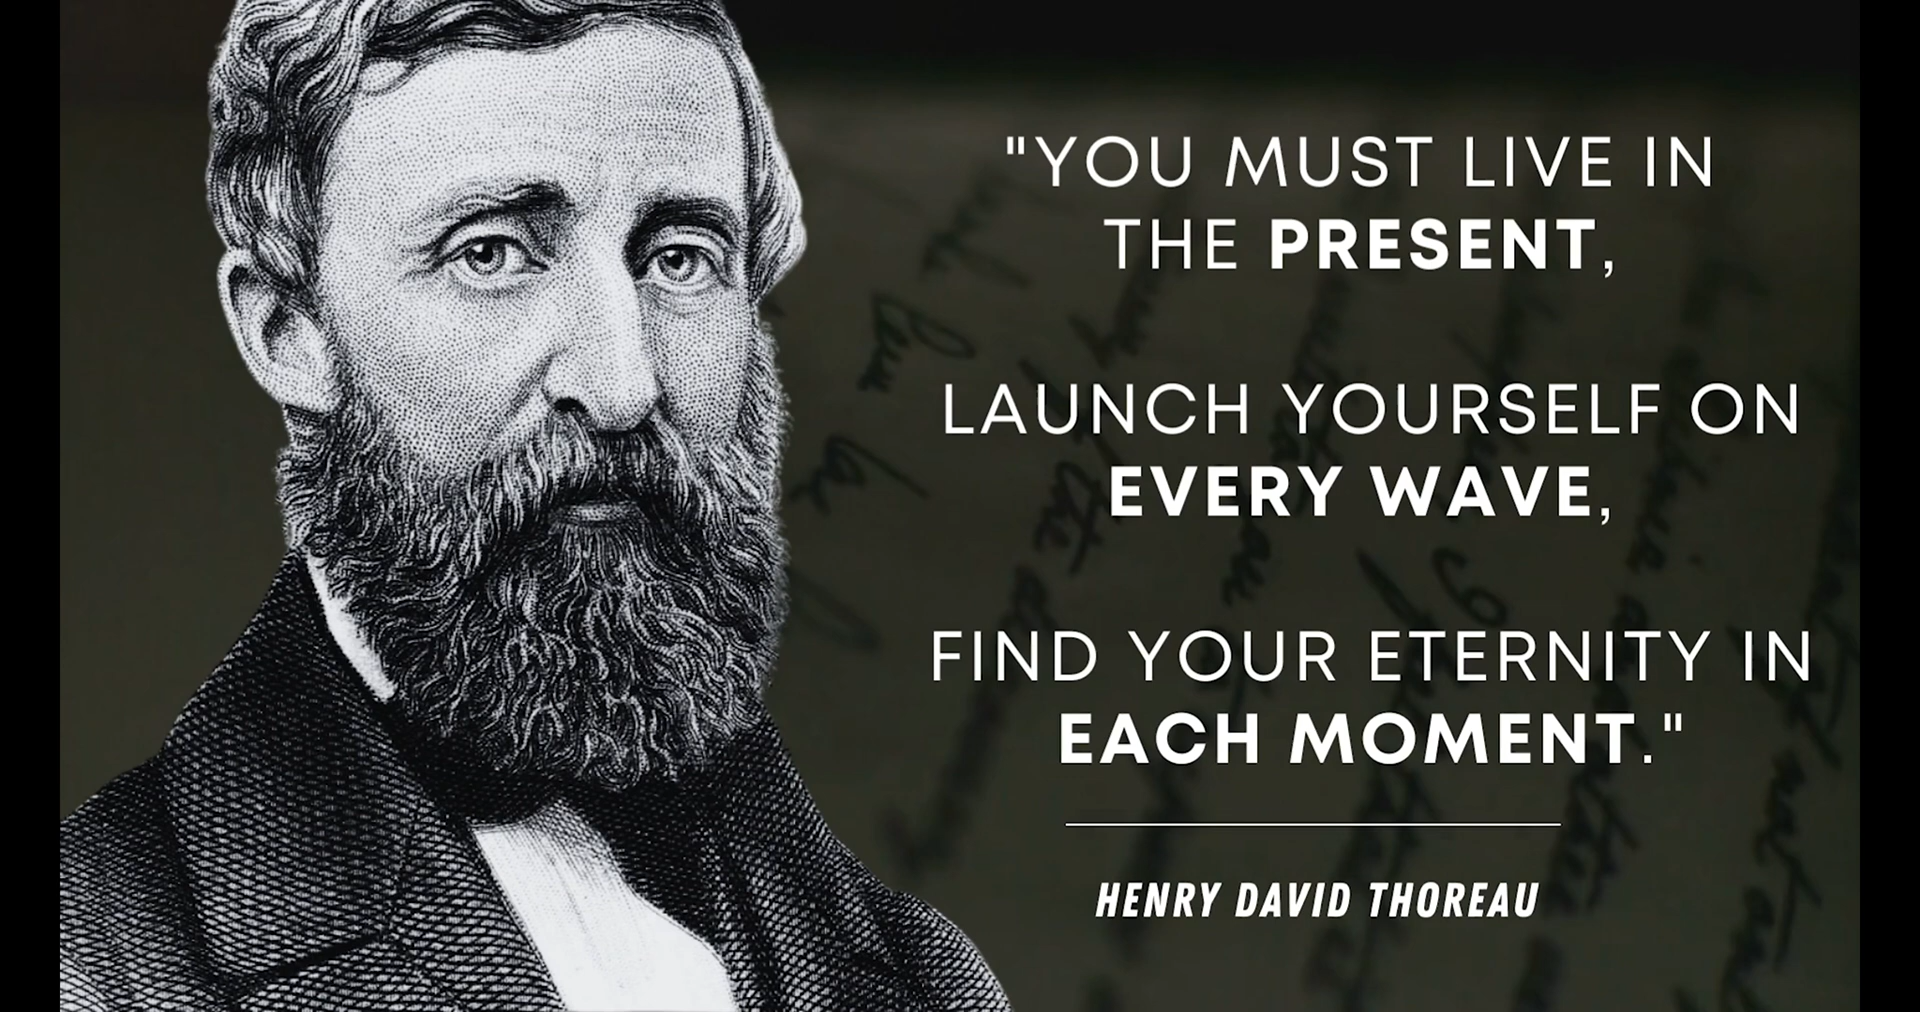 "YOU MUST LIVE IN
THE PRESENT,
LAUNCH YOURSELF ON
EVERY WAVE,
FIND YOUR ETERNITY IN
EACH MOMENT."
HENRY DAVID THOREAU